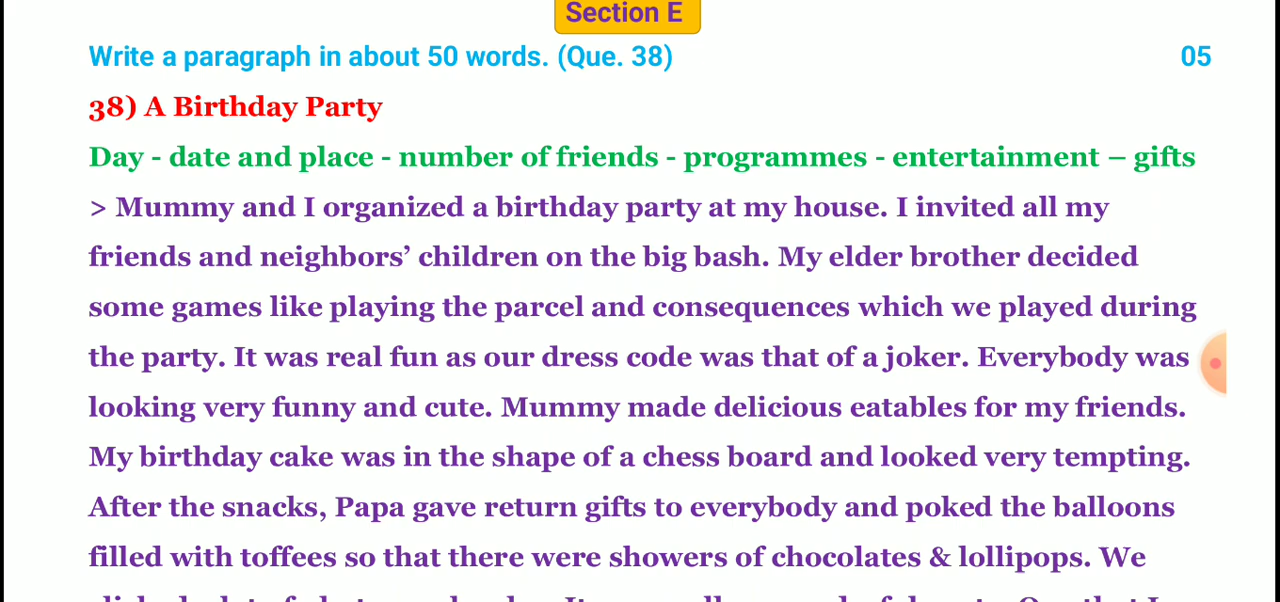 Section E
Write a paragraph in about 50 words. (Que. 38) 05
38) A Birthday Party
Day - date and place - number of friends - programmes - entertainment – gifts
> Mummy and I organized a birthday party at my house. I invited all my
friends and neighbors’ children on the big bash. My elder brother decided
some games like playing the parcel and consequences which we played during
the party. It was real fun as our dress code was that of a joker. Everybody was
looking very funny and cute. Mummy made delicious eatables for my friends.
My birthday cake was in the shape of a chess board and looked very tempting.
After the snacks, Papa gave return gifts to everybody and poked the balloons
filled with toffees so that there were showers of chocolates & lollipops. We